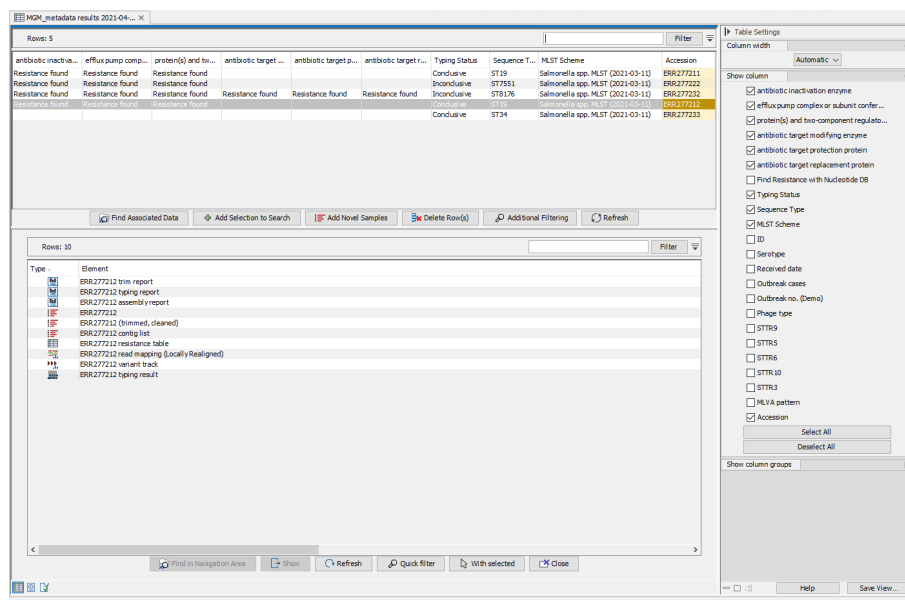 MGM_metadata results 2021-04-... ×
Rows: 5 Filter
antibiotic inactiva... efflux pump comp... protein(s) and tw... antibiotic target ... antibiotic target p... antibiotic target r... Typing Status Sequence T... MLST Scheme Accession
Resistance found Resistance found Resistance found Conclusive ST19 Salmonella spp. MLST (2021-03-11) ERR277211
Resistance found Resistance found Resistance found Inconclusive ST7551 Salmonella spp. MLST (2021-03-11) ERR277222
Resistance found Resistance found Resistance found Resistance found Resistance found Resistance found Inconclusive ST8176 Salmonella spp. MLST (2021-03-11) ERR277232
Resistance found Resistance found Resistance found Conclusive ST19 Salmonella spp. MLST (2021-03-11) ERR277212
Conclusive ST34 Salmonella spp. MLST (2021-03-11) ERR277233
Find Associated Data Add Selection to Search Add Novel Samples Delete Row(s) Additional Filtering Refresh
Rows: 10 Filter
Type Element
ERR277212 trim report
ERR277212 typing report
ERR277212 assembly report
ERR277212
ERR277212 (trimmed, cleaned)
ERR277212 contig list
ERR277212 resistance table
ERR277212 read mapping (Locally Realigned)
ERR277212 variant track
ERR277212 typing result
Find in Navigation Area Show Refresh Quick filter With selected Close
Table Settings
Column width
Automatic
Show column
antibiotic inactivation enzyme
efflux pump complex or subunit confer...
protein(s) and two-component regulato...
antibiotic target modifying enzyme
antibiotic target protection protein
antibiotic target replacement protein
Find Resistance with Nucleotide DB
Typing Status
Sequence Type
MLST Scheme
ID
Serotype
Received date
Outbreak cases
Outbreak no. (Demo)
Phage type
STTR9
STTR5
STTR6
STTR10
STTR3
MLVA pattern
Accession
Select All
Deselect All
Show column groups
Help Save View...